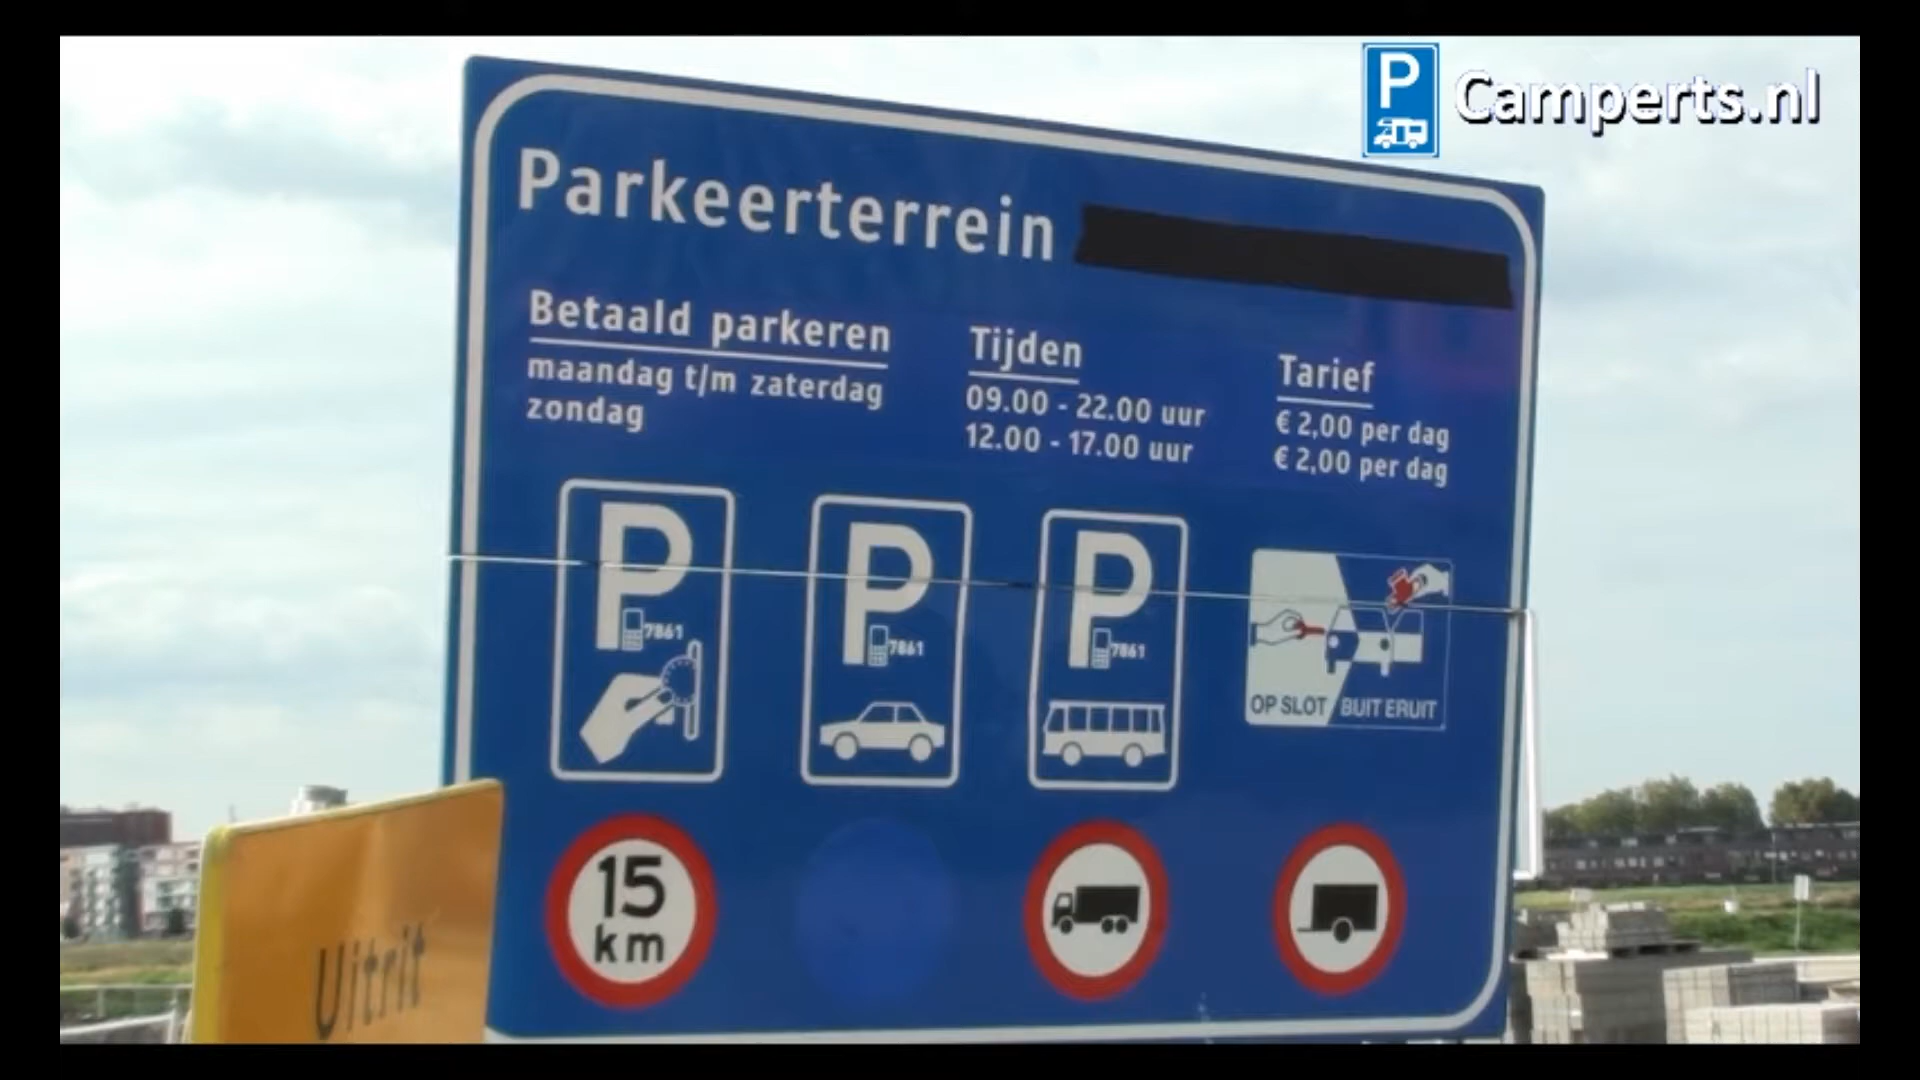 P Camperts.nl
Parkeerterrein
Betaald parkeren
maandag t/m zaterdag
zondag
Tijden
09.00 - 22.00 uur
12.00 - 17.00 uur
Tarief
€ 2,00 per dag
€ 2,00 per dag
P
7861
P
7861
P
7861
OP SLOT
BUIT ERUIT
15
km
Uitrit